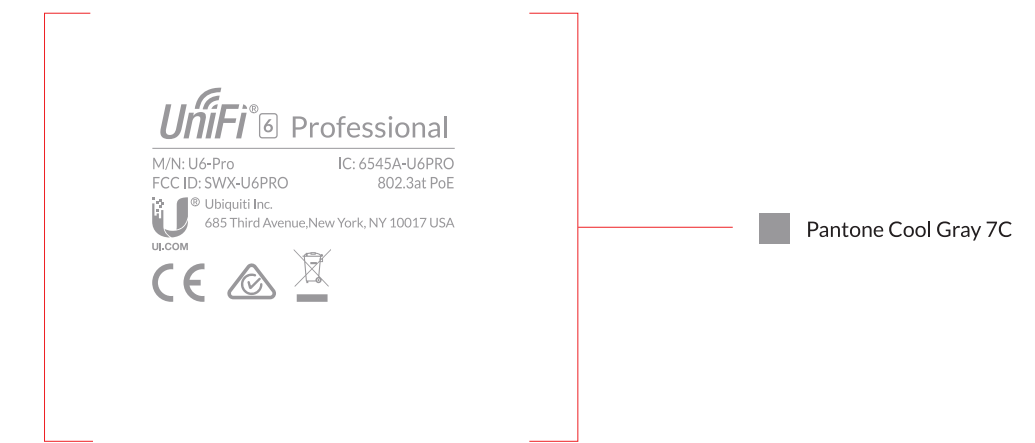 UniFi® 6 Professional
M/N: U6-Pro IC: 6545A-U6PRO
FCC ID: SWX-U6PRO 802.3at PoE
® Ubiquiti Inc.
685 Third Avenue,New York, NY 10017 USA
UI.COM
CE
Pantone Cool Gray 7C